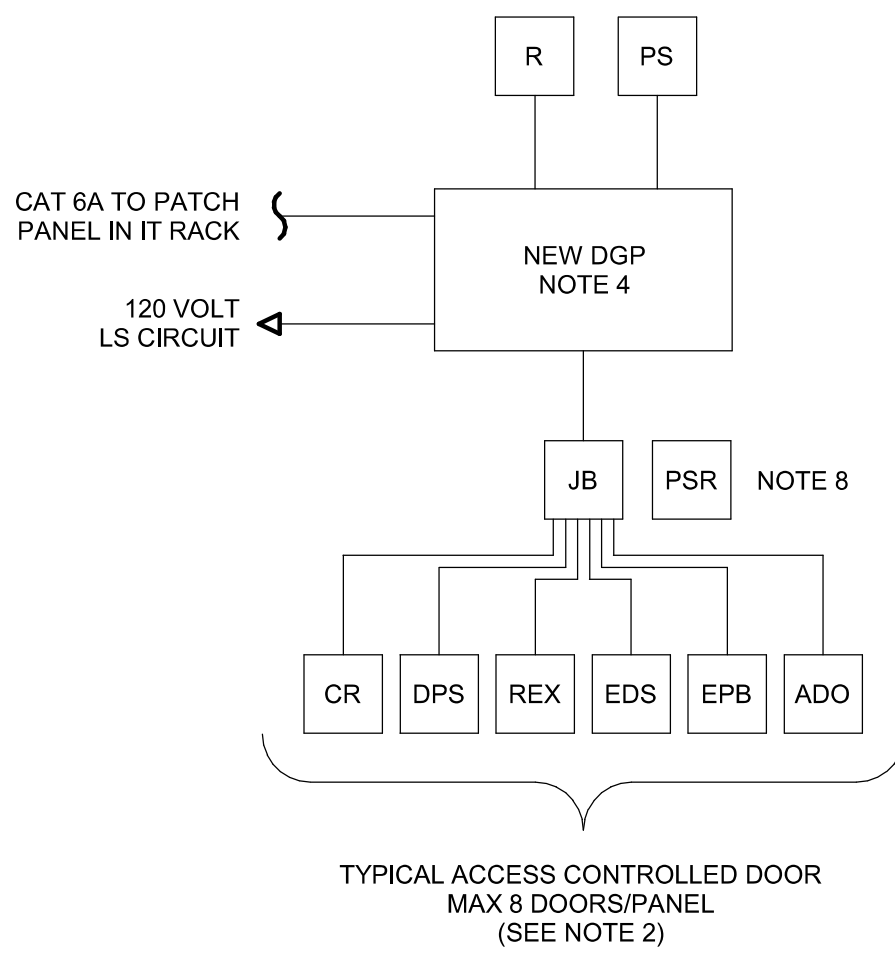 R
PS
CAT 6A TO PATCH
PANEL IN IT RACK
NEW DGP
NOTE 4
120 VOLT
LS CIRCUIT
JB
PSR
NOTE 8
CR
DPS
REX
EDS
EPB
ADO
TYPICAL ACCESS CONTROLLED DOOR
MAX 8 DOORS/PANEL
(SEE NOTE 2)